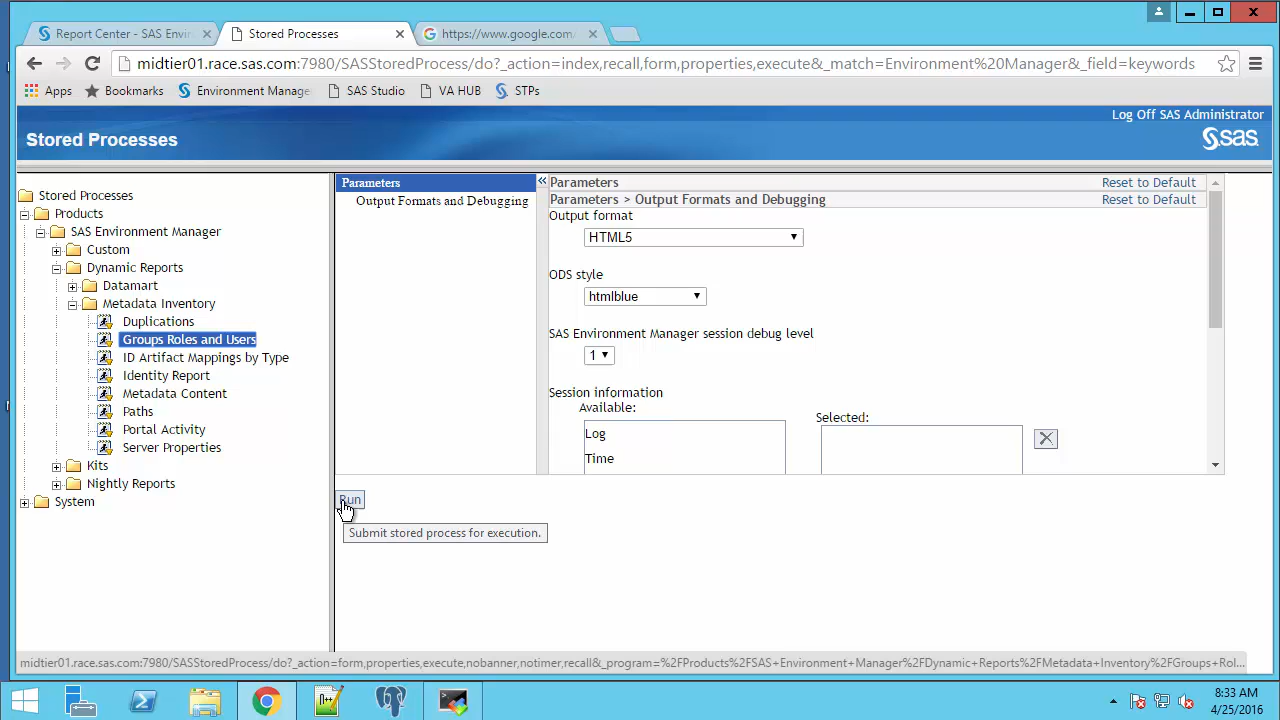 Report Center - SAS Envir
Stored Processes
https://www.google.com
midtier01.race.sas.com:7980/SASStoredProcess/do?_action=index,recall,form,properties,execute&_match=Environment%20Manager&_field=keywords
Apps
Bookmarks
Environment Manage
SAS Studio
VA HUB
STPs
Log Off SAS Administrator
Stored Processes
sas
Stored Processes
Products
SAS Environment Manager
Custom
Dynamic Reports
Datamart
Metadata Inventory
Duplications
Groups Roles and Users
ID Artifact Mappings by Type
Identity Report
Metadata Content
Paths
Portal Activity
Server Properties
Kits
Nightly Reports
System
Parameters
Output Formats and Debugging
Parameters
Reset to Default
Parameters > Output Formats and Debugging
Reset to Default
Output format
HTML5
ODS style
htmlblue
SAS Environment Manager session debug level
1
Session information
Available:
Selected:
Log
Time
Run
Submit stored process for execution.
midtier01.race.sas.com:7980/SASStoredProcess/do?_action=form,properties,execute,nobanner,notimer,recall&_program=%2FProducts%2FSAS+Environment+Manager%2FDynamic+Reports%2FMetadata+Inventory%2FGroups+Rol...
8:33 AM
4/25/2016